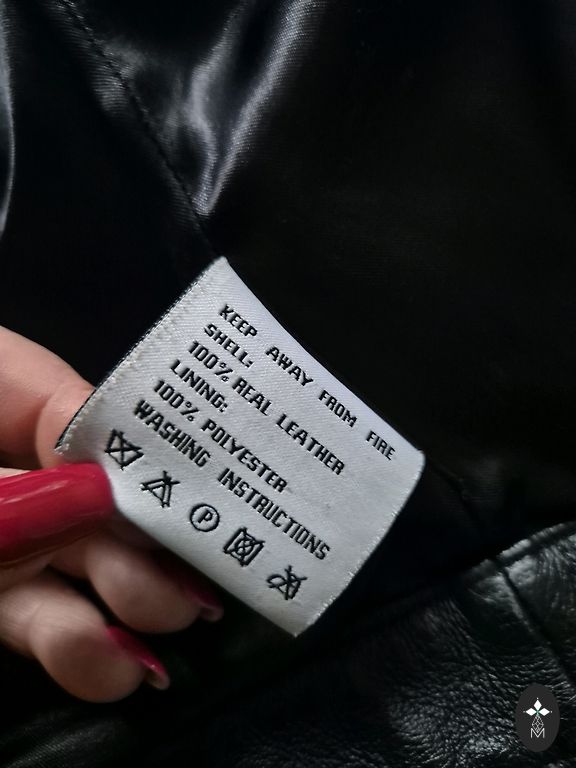 KEEP AWAY FROM FIRE
SHELL:
100% REAL LEATHER
LINING:
100% POLYESTER
WASHING INSTRUCTIONS
P